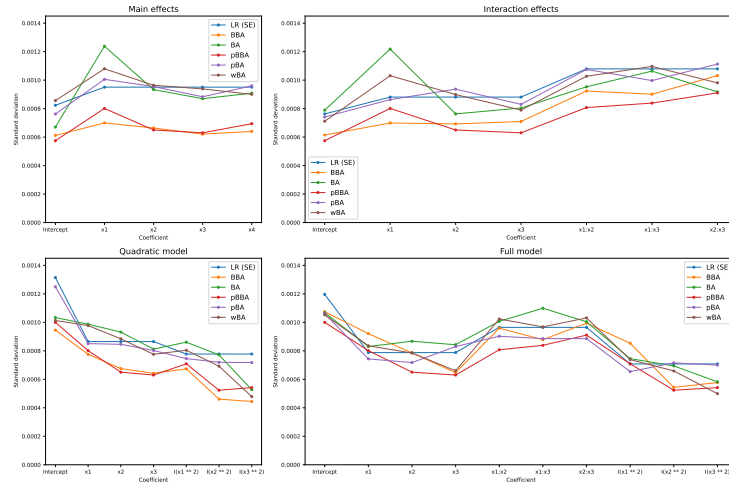 Main effects
Standard deviation
0.0014
0.0012
0.0010
0.0008
0.0006
0.0004
0.0002
0.0000
LR (SE)
BBA
BA
pBBA
pBA
wBA
Intercept x1 x2 x3 x4
Coefficient
Interaction effects
Standard deviation
0.0014
0.0012
0.0010
0.0008
0.0006
0.0004
0.0002
0.0000
LR (SE)
BBA
BA
pBBA
pBA
wBA
Intercept x1 x2 x3 x1:x2 x1:x3 x2:x3
Coefficient
Quadratic model
Standard deviation
0.0014
0.0012
0.0010
0.0008
0.0006
0.0004
0.0002
0.0000
LR (SE)
BBA
BA
pBBA
pBA
wBA
Intercept x1 x2 x3 I(x1 ** 2) I(x2 ** 2) I(x3 ** 2)
Coefficient
Full model
Standard deviation
0.0014
0.0012
0.0010
0.0008
0.0006
0.0004
0.0002
0.0000
LR (SE)
BBA
BA
pBBA
pBA
wBA
Intercept x1 x2 x3 x1:x2 x1:x3 x2:x3 I(x1 ** 2) I(x2 ** 2) I(x3 ** 2)
Coefficient